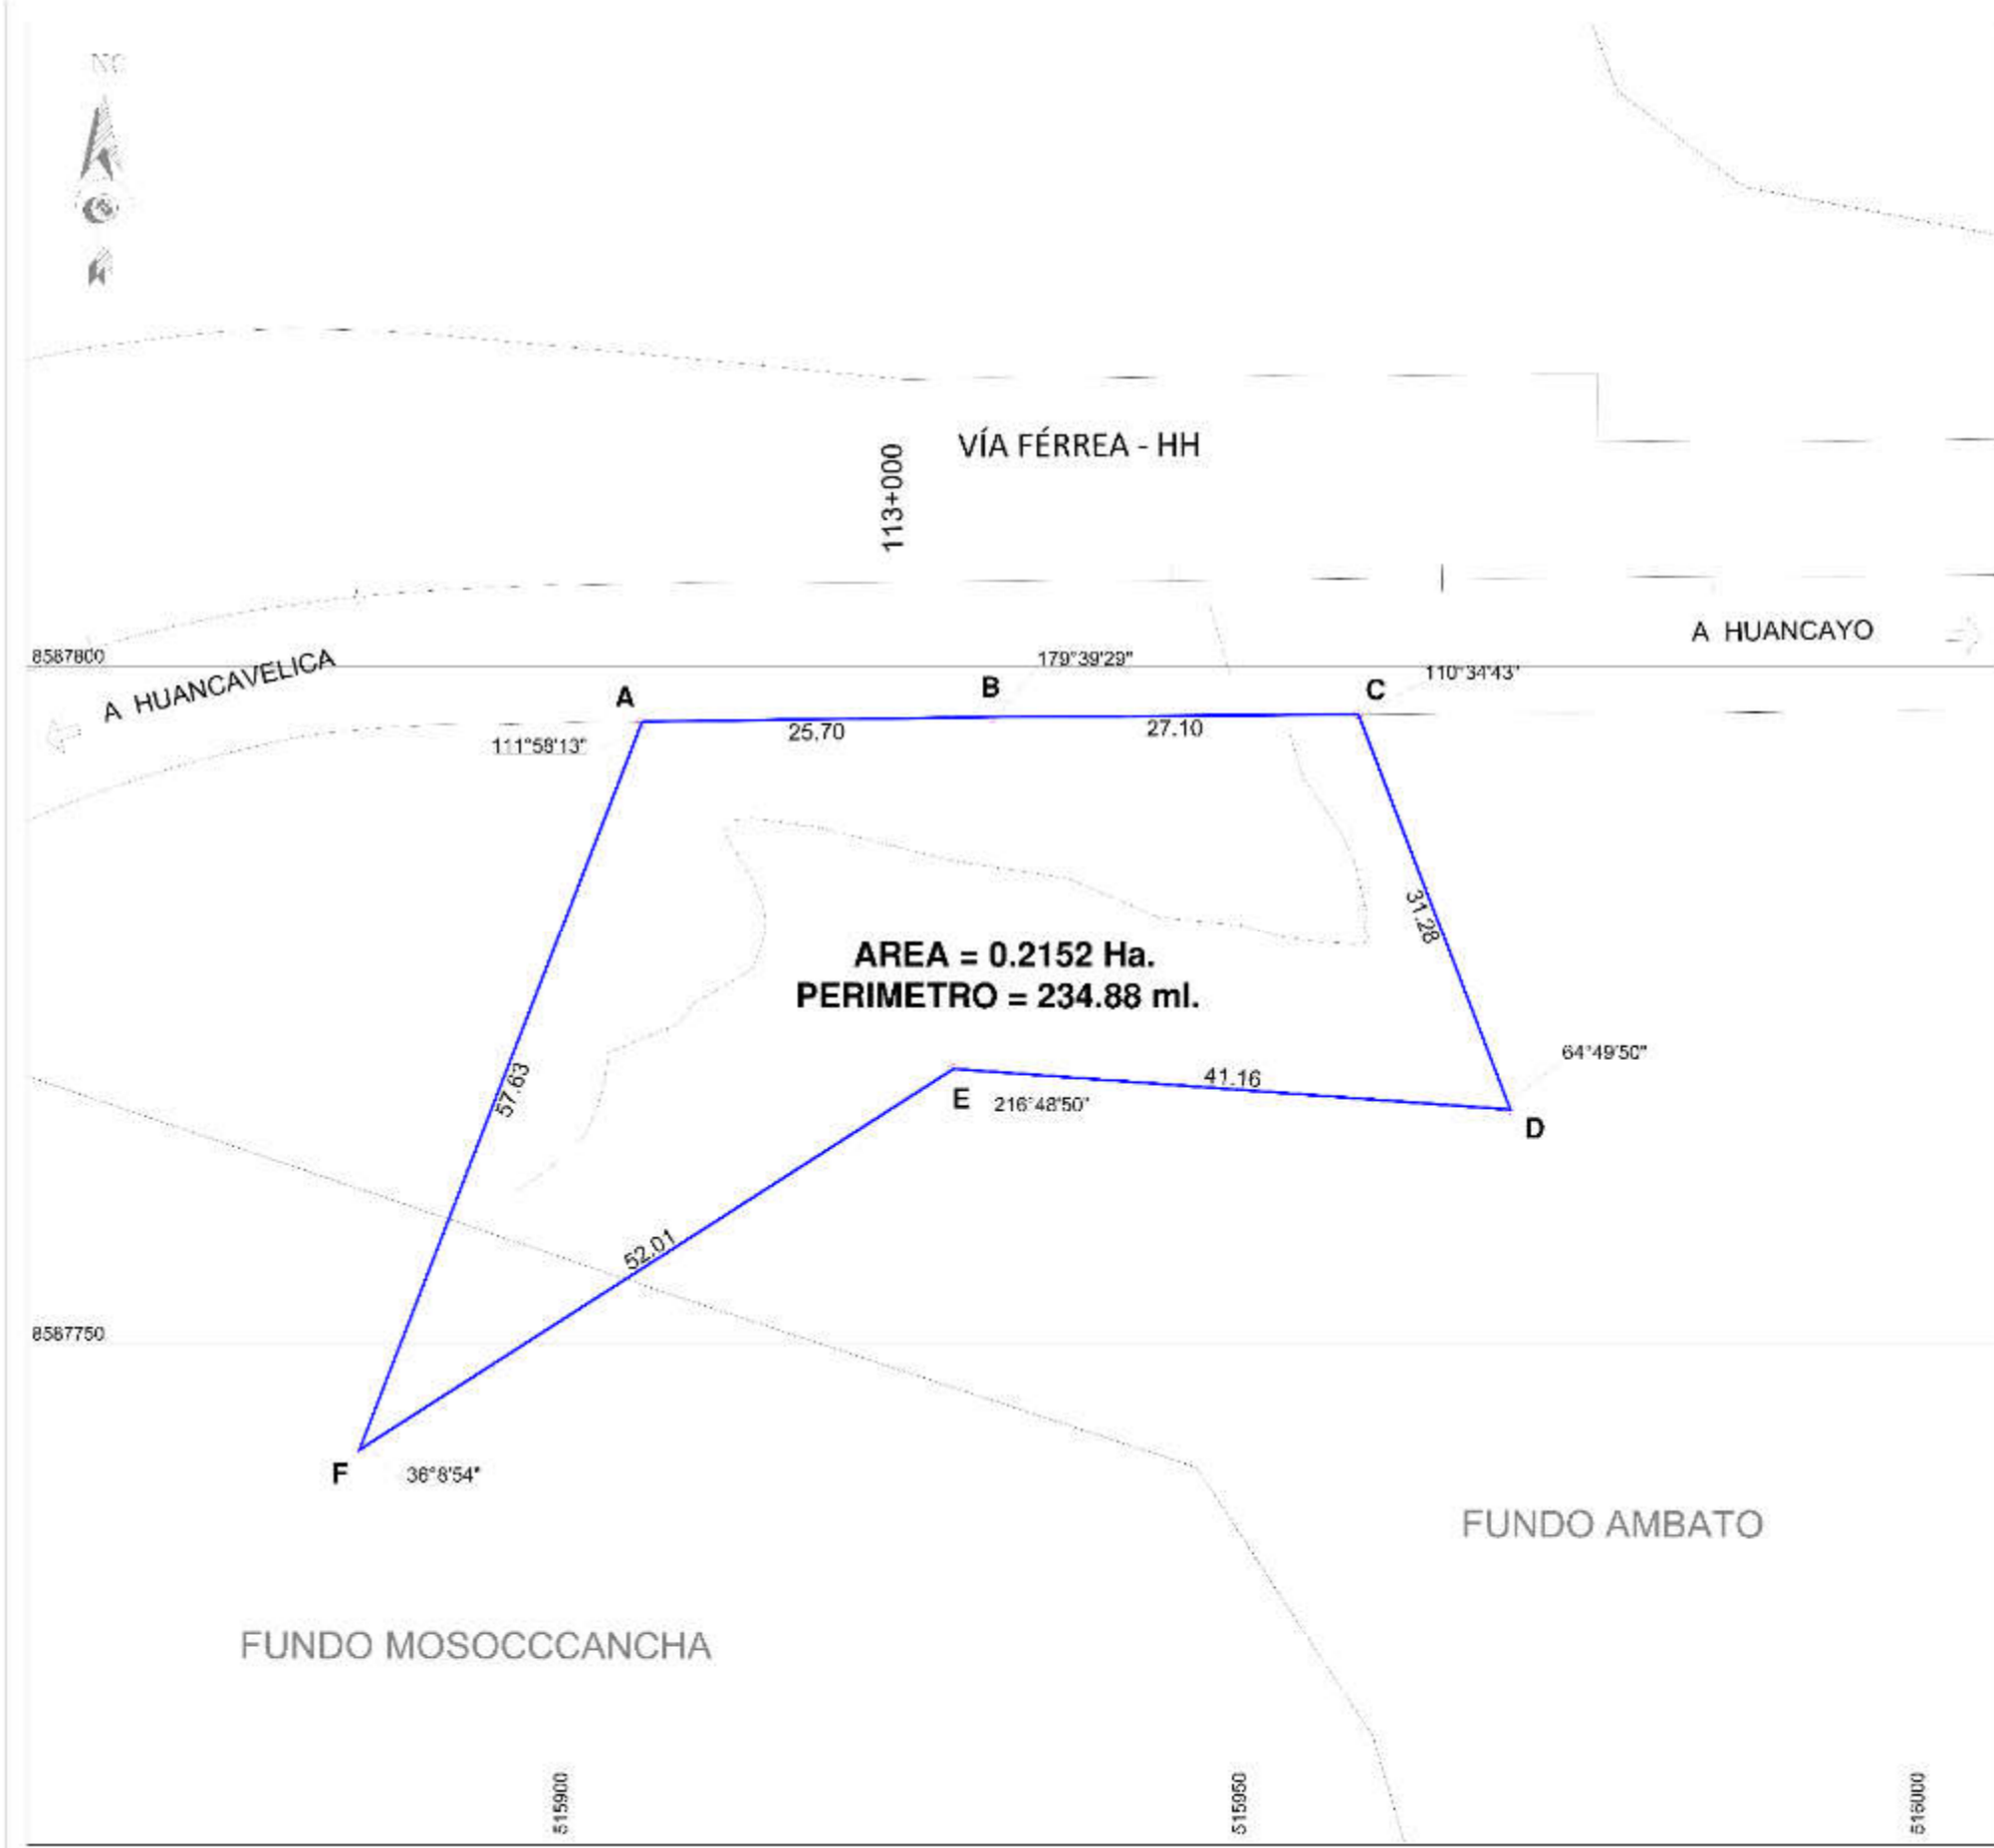 NC
VÍA FÉRREA - HH
113+000
A HUANCAYO
8587800
A HUANCAVELICA
179°39'29"
110°34'43"
A
B
C
111°58'13"
25.70
27.10
31.28
AREA = 0.2152 Ha.
PERIMETRO = 234.88 ml.
64°49'50"
57.63
41.16
E
216°48'50"
D
52.01
8587750
F
36°8'54"
FUNDO AMBATO
FUNDO MOSOCCCANCHA
515900
515950
516000